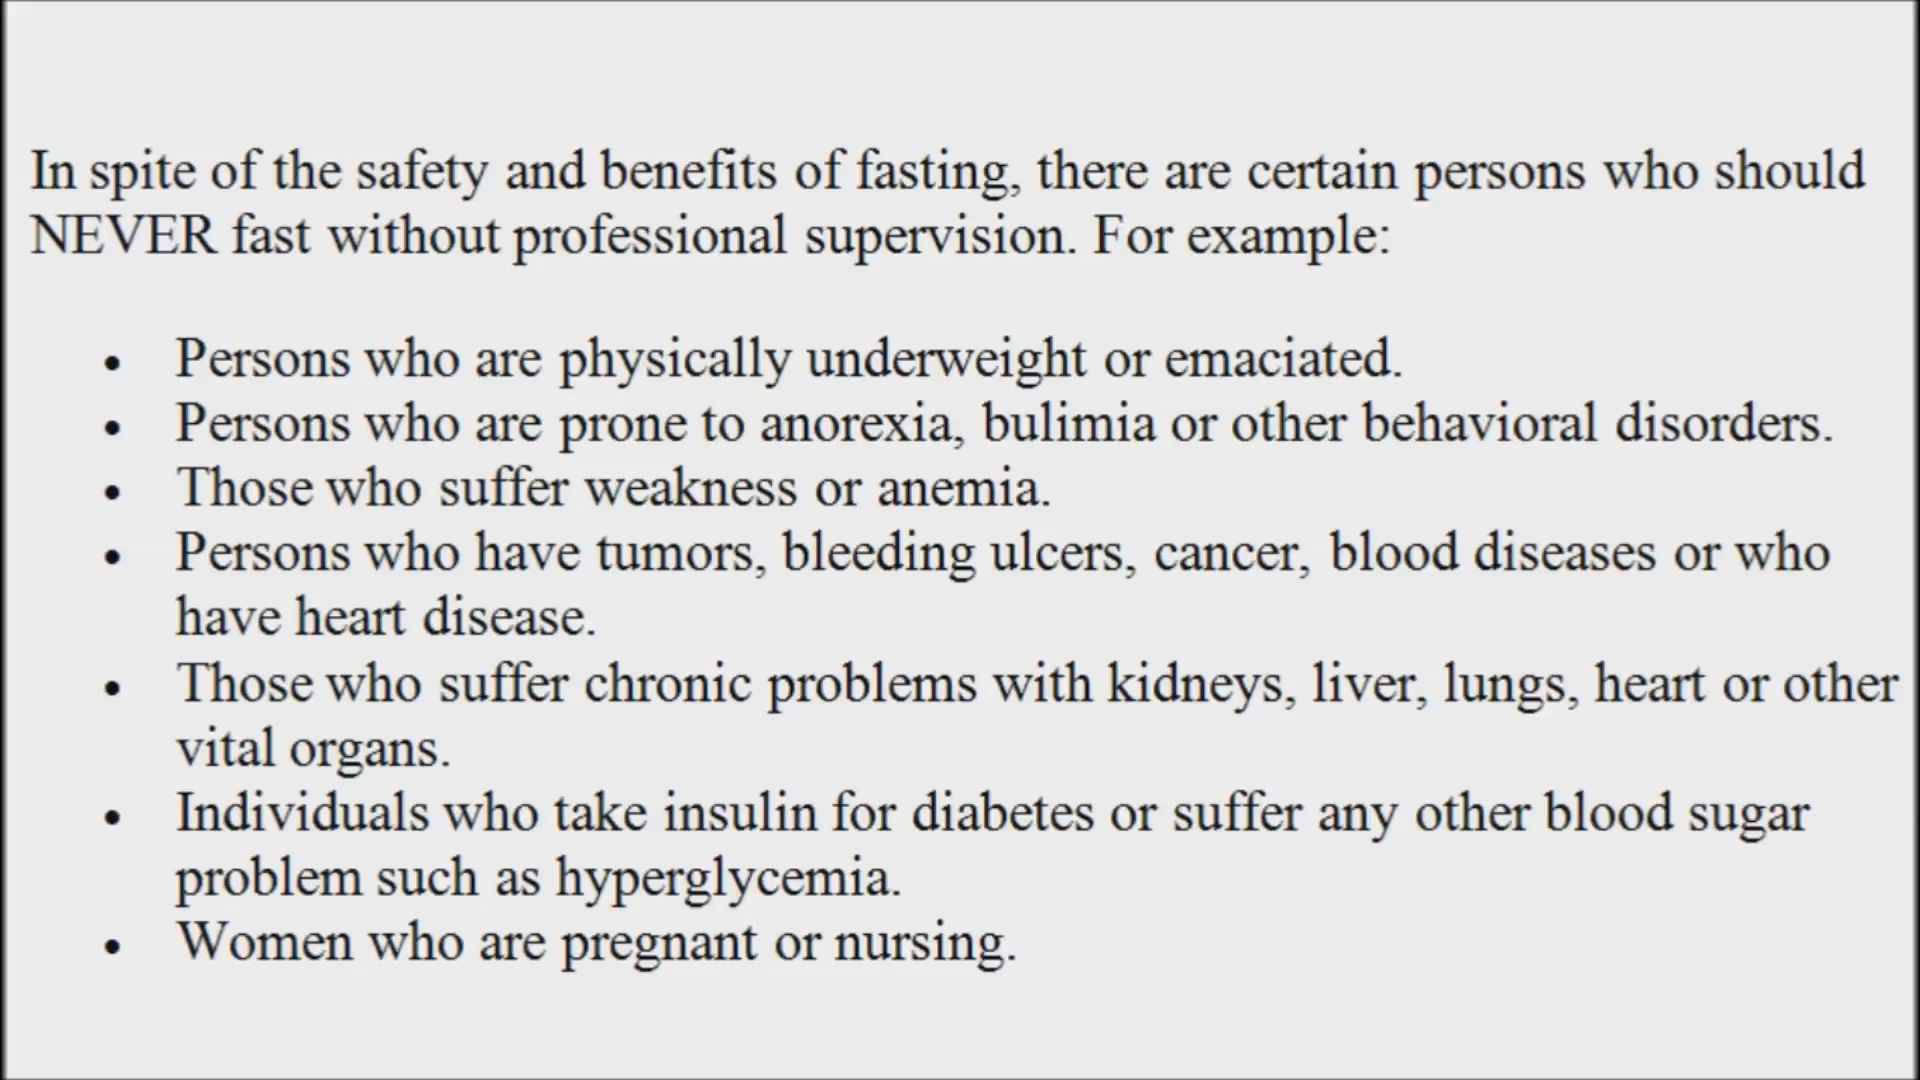 In spite of the safety and benefits of fasting, there are certain persons who should
NEVER fast without professional supervision. For example:
• Persons who are physically underweight or emaciated.
• Persons who are prone to anorexia, bulimia or other behavioral disorders.
• Those who suffer weakness or anemia.
• Persons who have tumors, bleeding ulcers, cancer, blood diseases or who
have heart disease.
• Those who suffer chronic problems with kidneys, liver, lungs, heart or other
vital organs.
• Individuals who take insulin for diabetes or suffer any other blood sugar
problem such as hyperglycemia.
• Women who are pregnant or nursing.